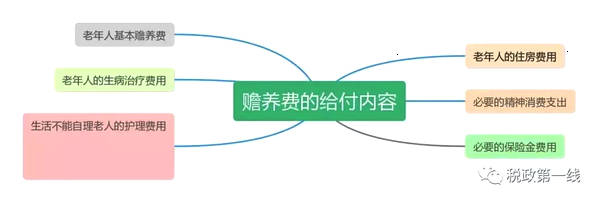 老年人基本赡养费
老年人的生病治疗费用
生活不能自理老人的护理费用
赡养费的给付内容
老年人的住房费用
必要的精神消费支出
必要的保险金费用
税政第一线